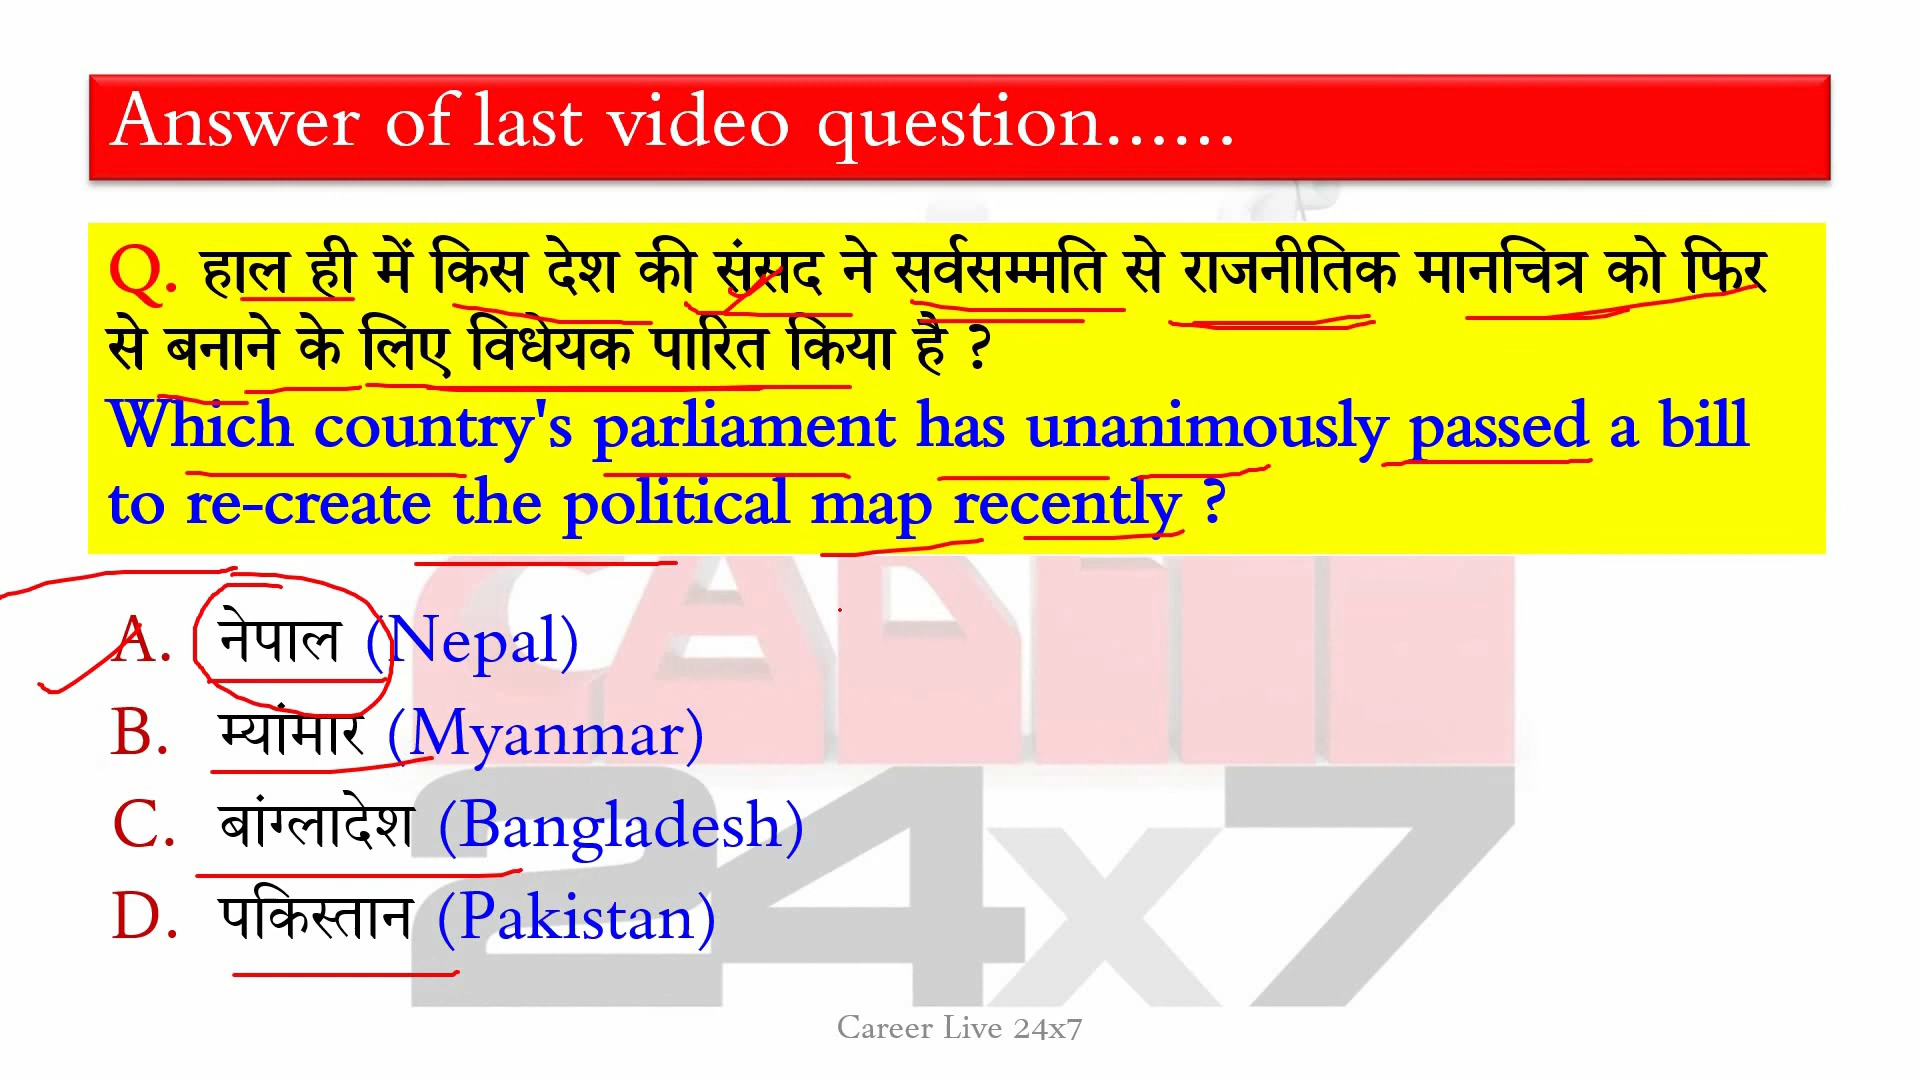 Answer of last video question......
Q. हाल ही में किस देश की संसद ने सर्वसम्मति से राजनीतिक मानचित्र को फिर
से बनाने के लिए विधेयक पारित किया है ?
Which country's parliament has unanimously passed a bill
to re-create the political map recently ?
A. नेपाल (Nepal)
B. म्यांमार (Myanmar)
C. बांग्लादेश (Bangladesh)
D. पकिस्तान (Pakistan)
24x7
Career Live 24x7